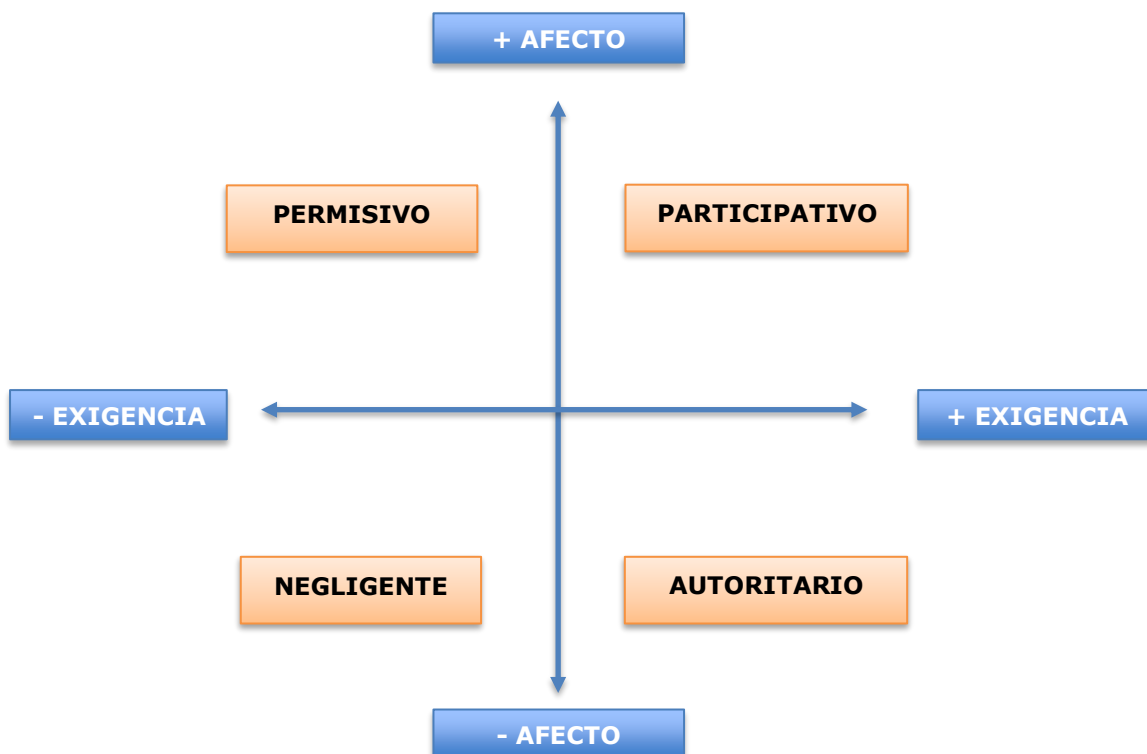 + AFECTO
PERMISIVO
PARTICIPATIVO
- EXIGENCIA
+ EXIGENCIA
NEGLIGENTE
AUTORITARIO
- AFECTO